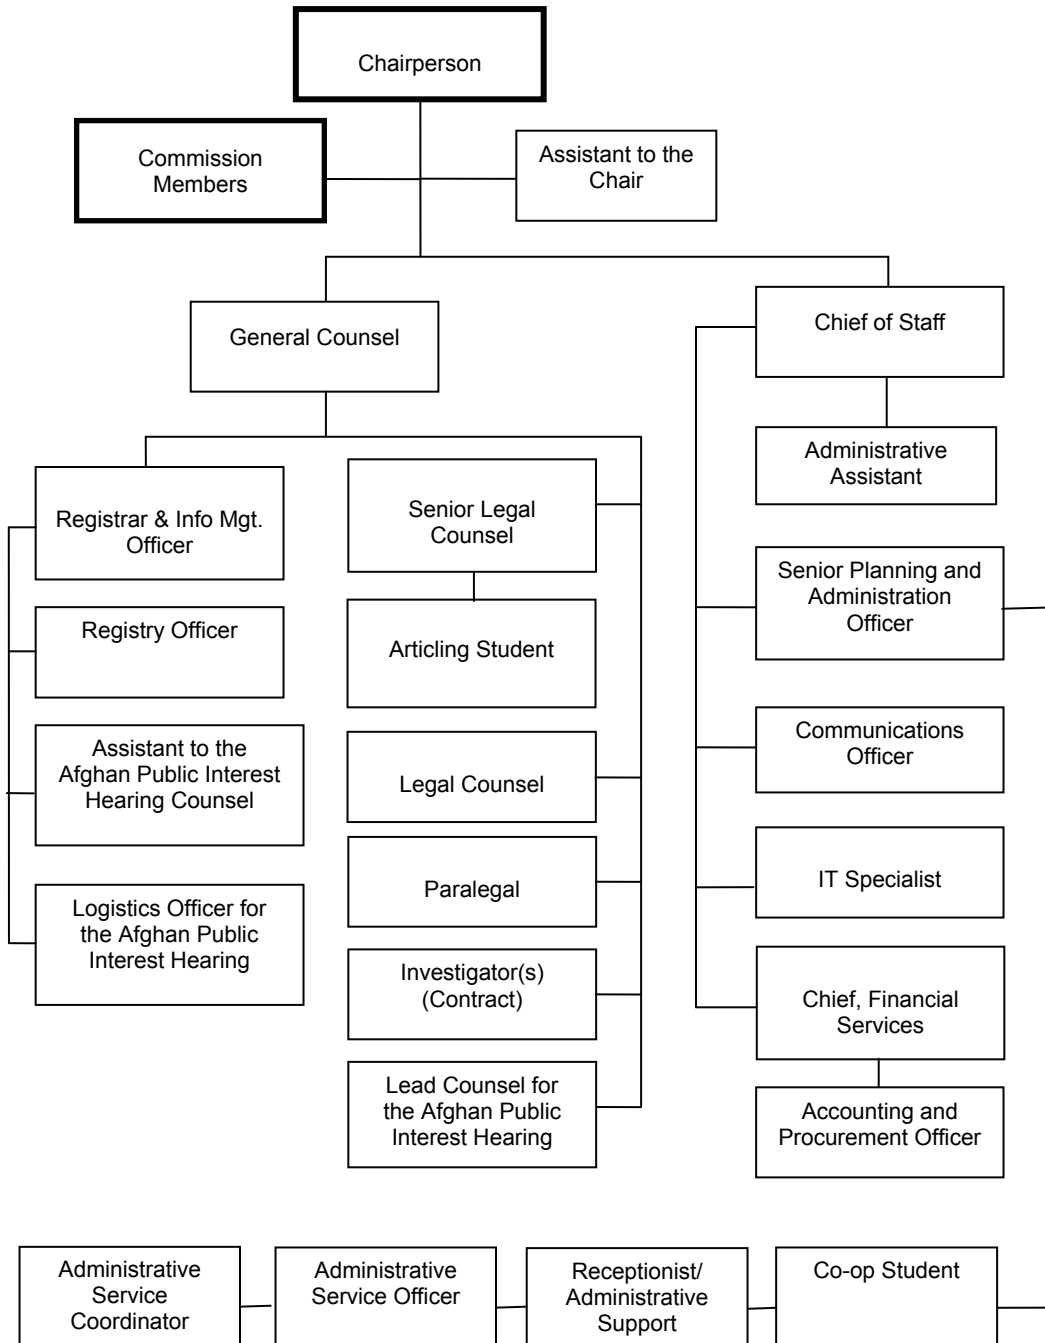 Chairperson
Commission
Members
Assistant to the
Chair
General Counsel
Chief of Staff
Administrative
Assistant
Registrar & Info Mgt.
Officer
Registry Officer
Assistant to the
Afghan Public Interest
Hearing Counsel
Logistics Officer for
the Afghan Public
Interest Hearing
Senior Legal
Counsel
Articling Student
Legal Counsel
Paralegal
Investigator(s)
(Contract)
Lead Counsel for
the Afghan Public
Interest Hearing
Senior Planning and
Administration
Officer
Communications
Officer
IT Specialist
Chief, Financial
Services
Accounting and
Procurement Officer
Administrative
Service
Coordinator
Administrative
Service Officer
Receptionist/
Administrative
Support
Co-op Student